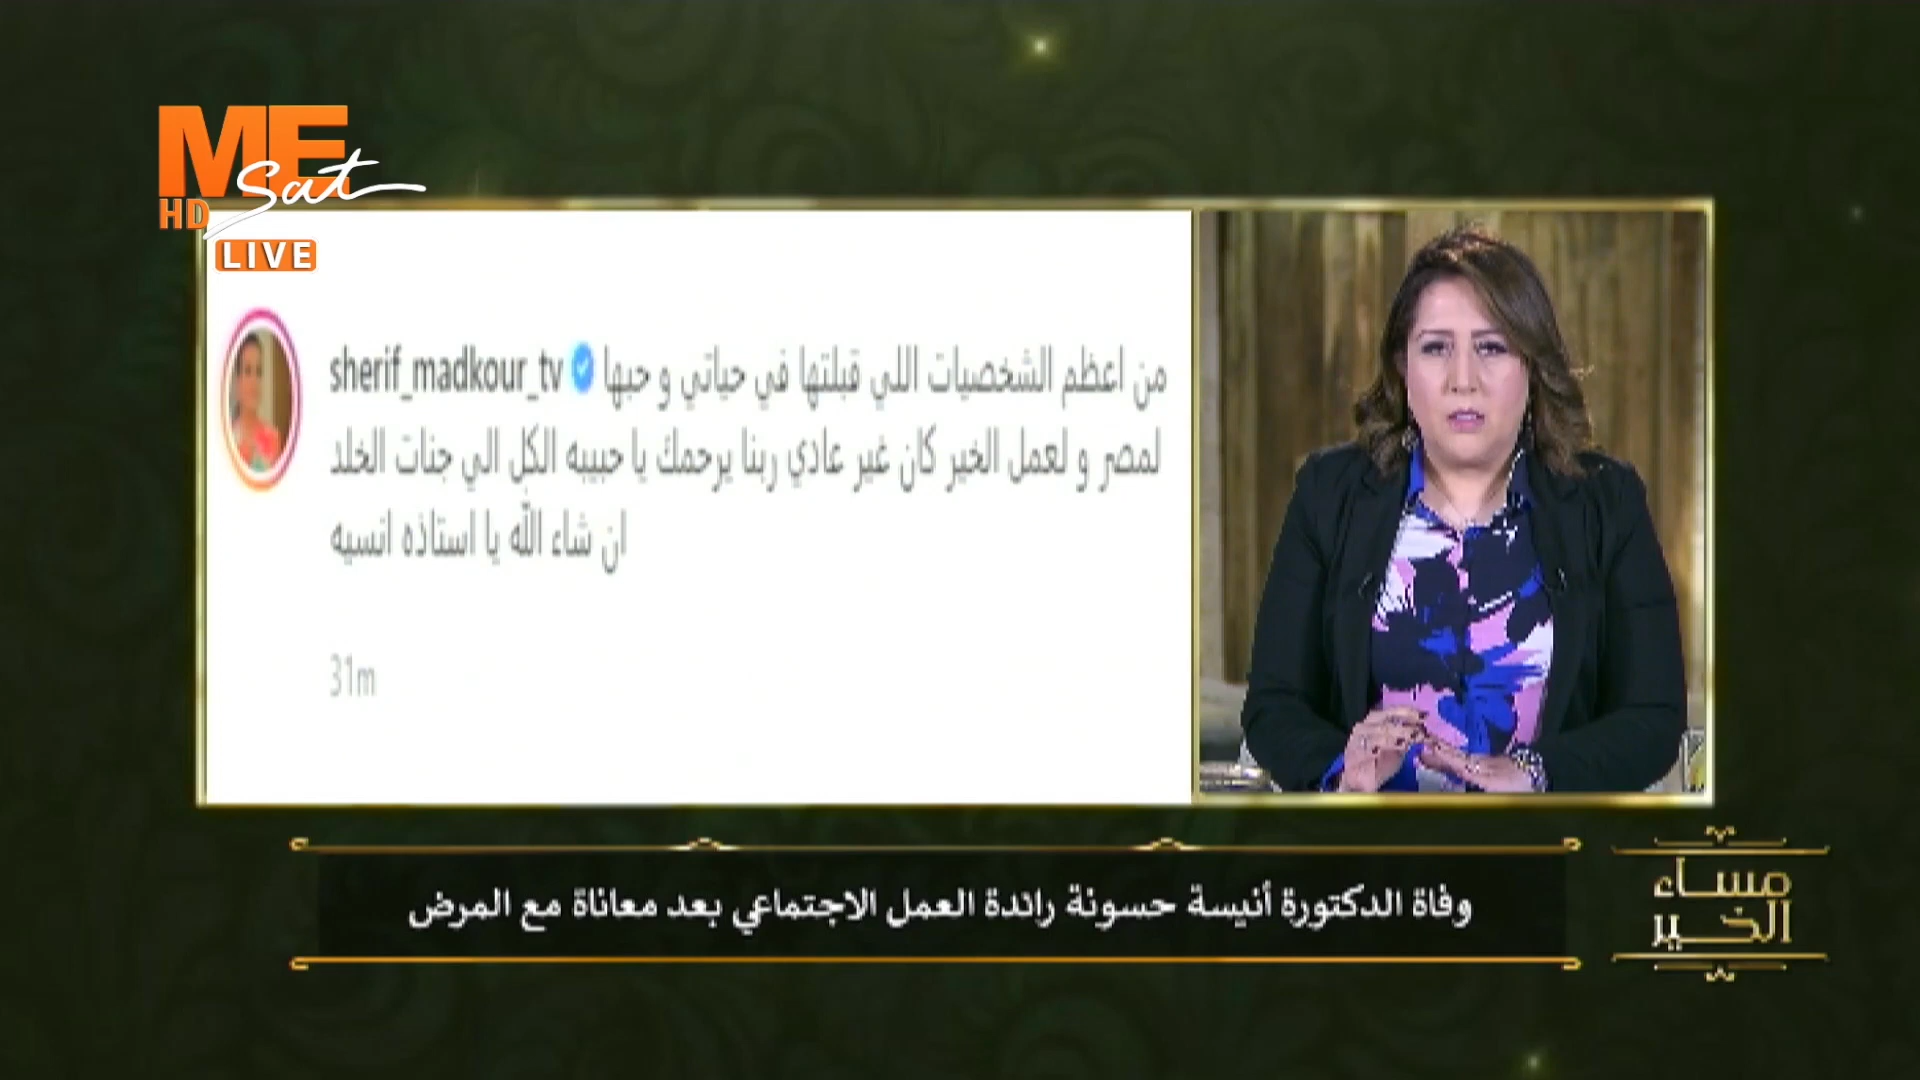 ME
Sat
HD
LIVE
sherif_madkour_tv من اعظم الشخصيات اللي قبلتها في حياتي و حبها
لمصر و لعمل الخير كان غير عادي ربنا يرحمك يا حبيبه الكل الي جنات الخلد
ان شاء الله يا استاذه انسيه
31m
وفاة الدكتورة أنيسة حسونة رائدة العمل الاجتماعي بعد معاناة مع المرض
مساء
الخير